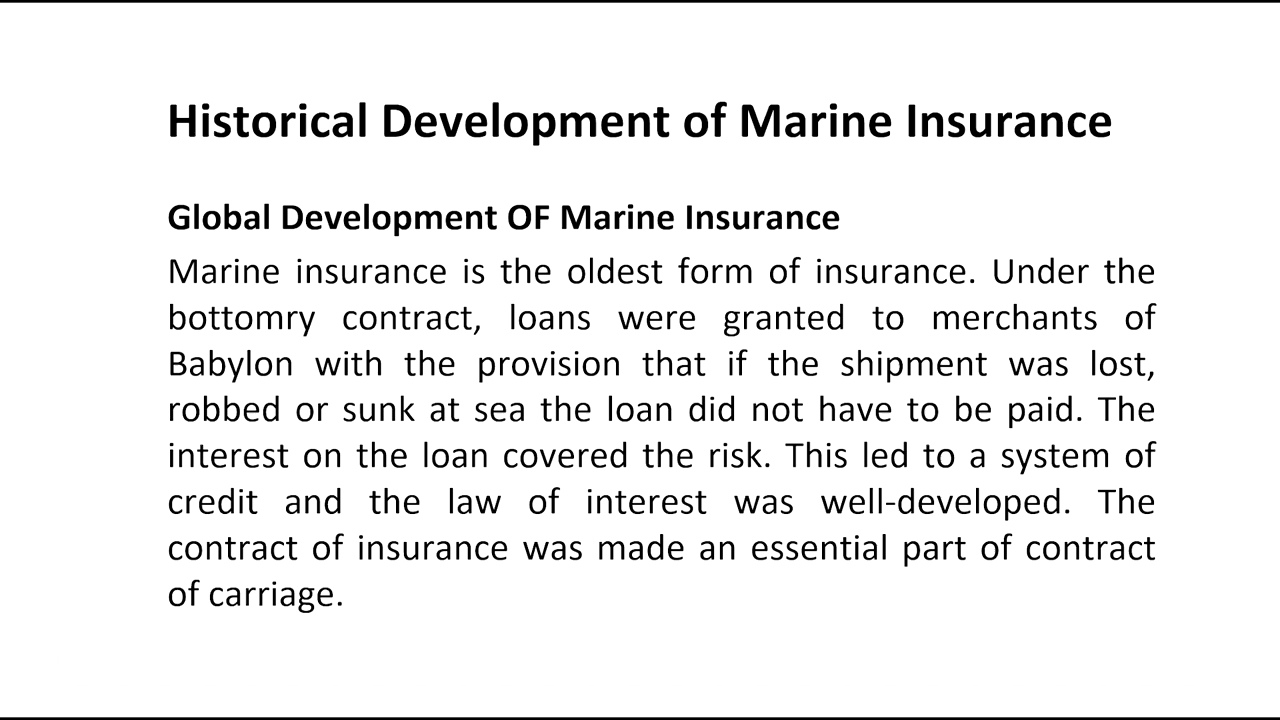 Historical Development of Marine Insurance
Global Development OF Marine Insurance
Marine insurance is the oldest form of insurance. Under the
bottomry contract, loans were granted to merchants of
Babylon with the provision that if the shipment was lost,
robbed or sunk at sea the loan did not have to be paid. The
interest on the loan covered the risk. This led to a system of
credit and the law of interest was well-developed. The
contract of insurance was made an essential part of contract
of carriage.